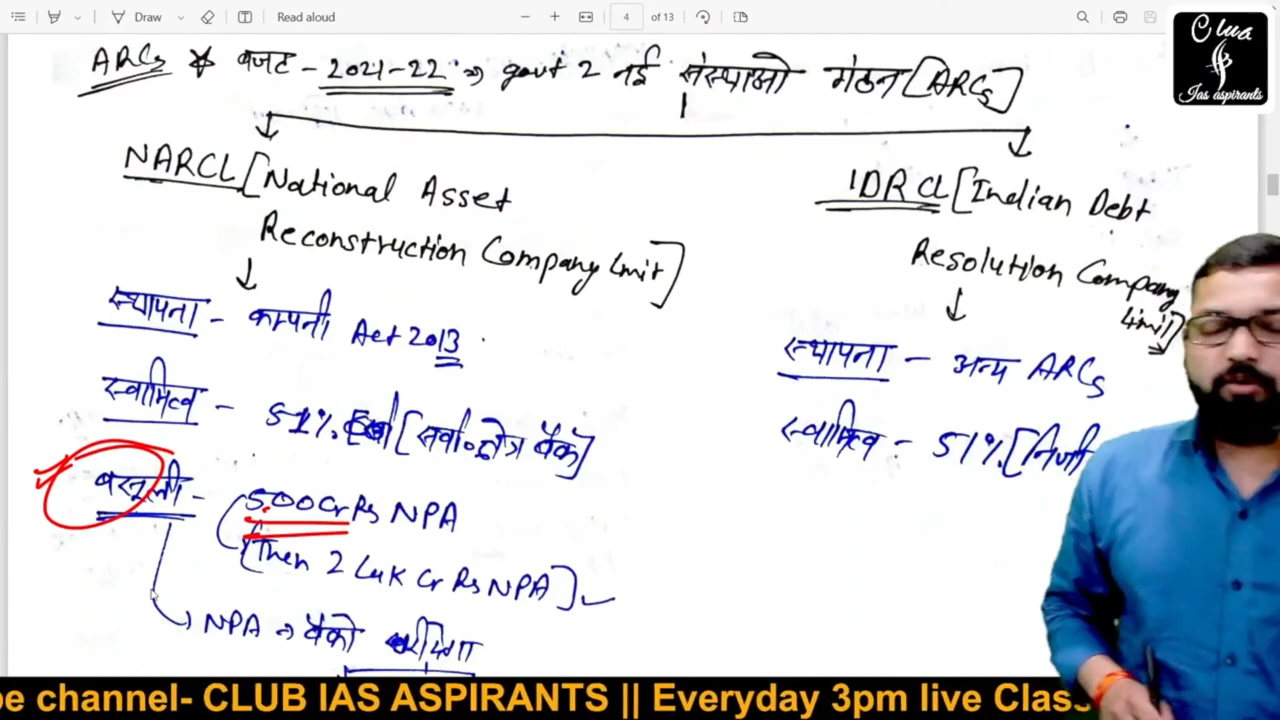 Draw
Read aloud
4 of 13
Club
Ias aspirants
ARCs * बजट - 2021-22 => govt 2 नई संस्थाओ गठन [ARCs]
NARCL [National Asset Reconstruction Company Limit]
IDRCL [Indian Debt Resolution Company Limit]
स्थापना - कम्पनी Act 2013
स्वामित्व - 51% [सर्व. क्षेत्र बैंक]
वसूली - 500 Cr Rs NPA
[Then 2 Lak Cr Rs NPA]
NPA => बैंको
स्थापना - अन्य ARCs
स्वामित्व - 51% [निजी
pe channel- CLUB IAS ASPIRANTS || Everyday 3pm live Class